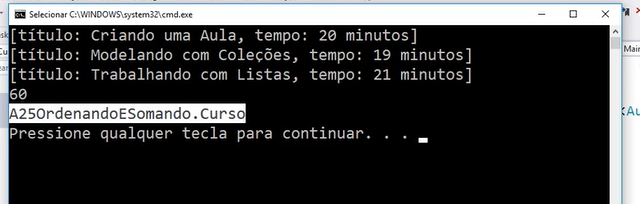 Selecionar C:\WINDOWS\system32\cmd.exe
[título: Criando uma Aula, tempo: 20 minutos]
[título: Modelando com Coleções, tempo: 19 minutos]
[título: Trabalhando com Listas, tempo: 21 minutos]
60
A25OrdenandoESomando.Curso
Pressione qualquer tecla para continuar. . .
Main